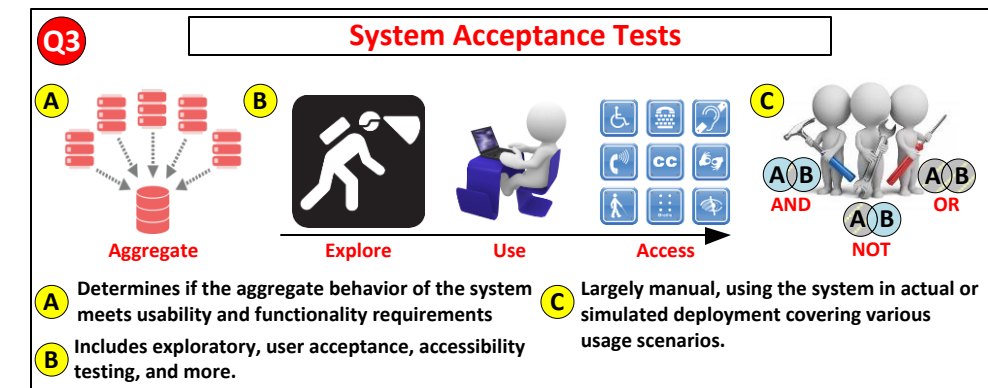 Q3
System Acceptance Tests
A
B
C
CC
A B
AND
A B
OR
A B
NOT
Aggregate
Explore
Use
Access
A Determines if the aggregate behavior of the system
meets usability and functionality requirements
B Includes exploratory, user acceptance, accessibility
testing, and more.
C Largely manual, using the system in actual or
simulated deployment covering various
usage scenarios.